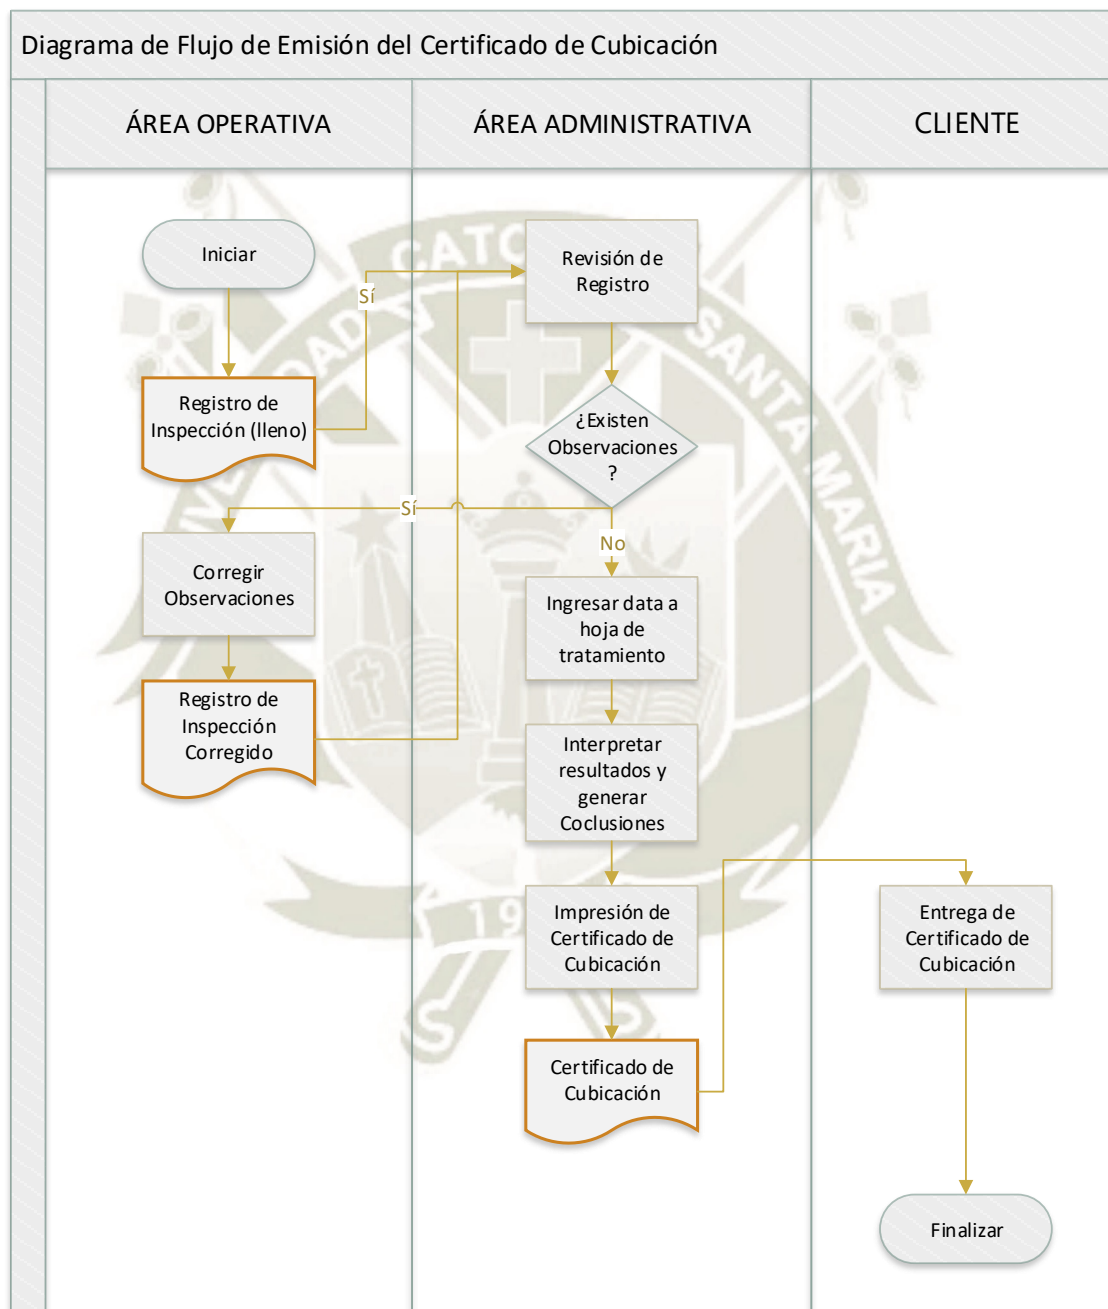 Diagrama de Flujo de Emisión del Certificado de Cubicación
ÁREA OPERATIVA
ÁREA ADMINISTRATIVA
CLIENTE
Iniciar
Revisión de
Registro
Sí
Registro de
Inspección (lleno)
¿Existen
Observaciones
?
Sí
No
Corregir
Observaciones
Ingresar data a
hoja de
tratamiento
Registro de
Inspección
Corregido
Interpretar
resultados y
generar
Coclusiones
Impresión de
Certificado de
Cubicación
Entrega de
Certificado de
Cubicación
Certificado de
Cubicación
Finalizar
SANTA MARIA